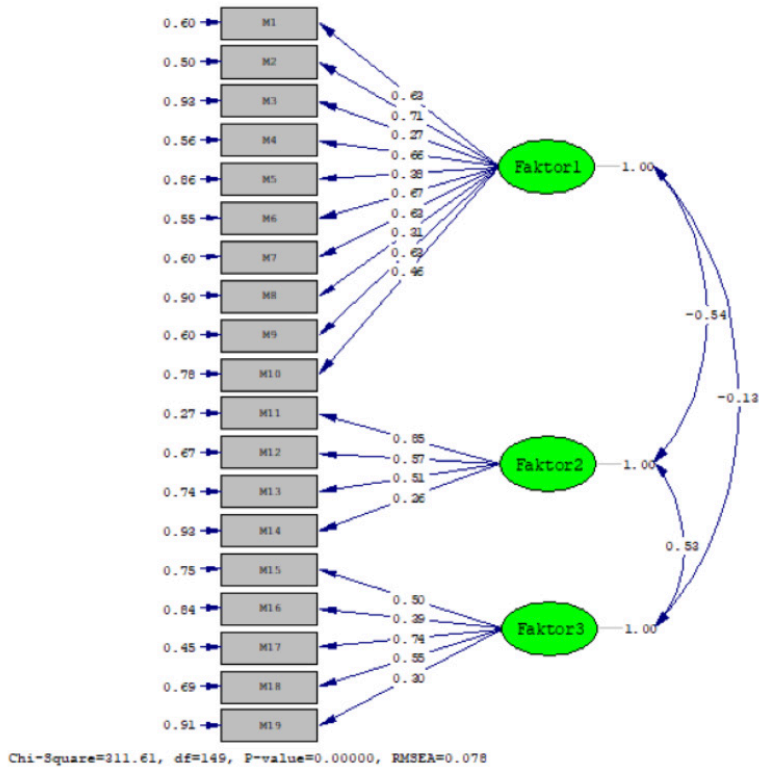 0.60 M1
0.50 M2
0.93 M3
0.56 M4
0.86 M5
0.55 M6
0.60 M7
0.90 M8
0.60 M9
0.78 M10
0.27 M11
0.67 M12
0.74 M13
0.93 M14
0.75 M15
0.84 M16
0.45 M17
0.69 M18
0.91 M19
0.63
0.71
0.27
0.66
0.38
0.67
0.63
0.31
0.63
0.46
0.85
0.57
0.51
0.26
0.50
0.39
0.74
0.55
0.30
Faktor1 1.00
Faktor2 1.00
Faktor3 1.00
-0.54
-0.13
0.53
Chi-Square=311.61, df=149, P-value=0.00000, RMSEA=0.078